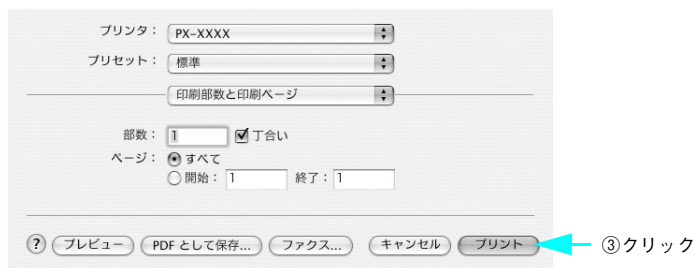 プリンタ： PX-XXXX
プリセット： 標準
印刷部数と印刷ページ
部数： 1 丁合い
ページ： すべて
開始： 1 終了： 1
? プレビュー PDF として保存... ファクス... キャンセル プリント ③クリック